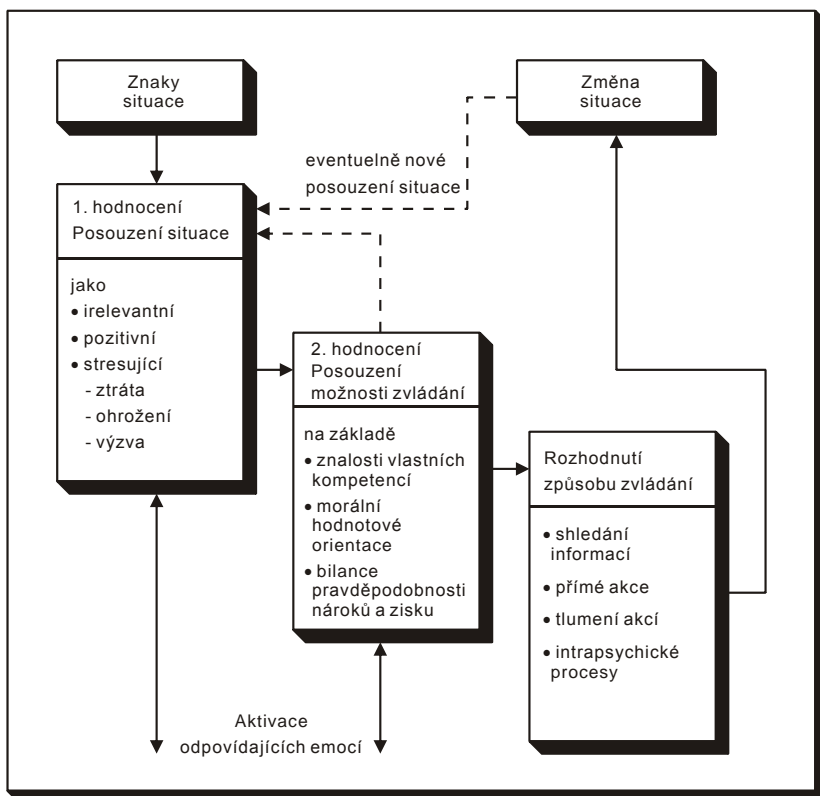 Znaky
situace
Změna
situace
eventuelně nové
posouzení situace
1. hodnocení
Posouzení situace
jako
• irelevantní
• pozitivní
• stresující
- ztráta
- ohrožení
- výzva
2. hodnocení
Posouzení
možnosti zvládání
na základě
• znalosti vlastních
kompetencí
• morální
hodnotové
orientace
• bilance
pravděpodobnosti
nároků a zisku
Rozhodnutí
způsobu zvládání
• shledání
informací
• přímé akce
• tlumení akcí
• intrapsychické
procesy
Aktivace
odpovídajících emocí